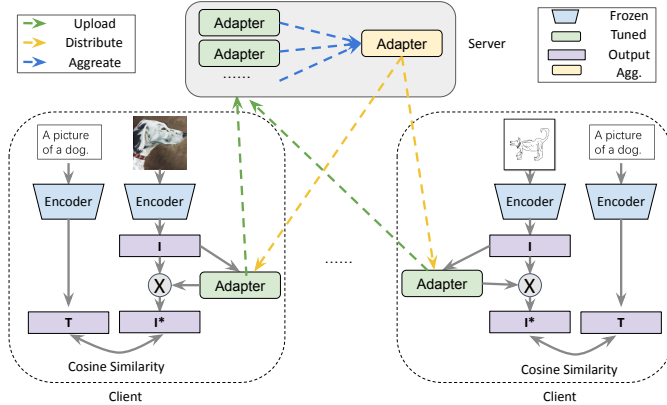 Upload
Distribute
Aggreate
Adapter
Adapter
......
Adapter
Server
Frozen
Tuned
Output
Agg.
A picture
of a dog.
Encoder
Encoder
I
X
Adapter
T
I*
Cosine Similarity
Client
......
A picture
of a dog.
Encoder
Encoder
I
Adapter
X
I*
T
Cosine Similarity
Client